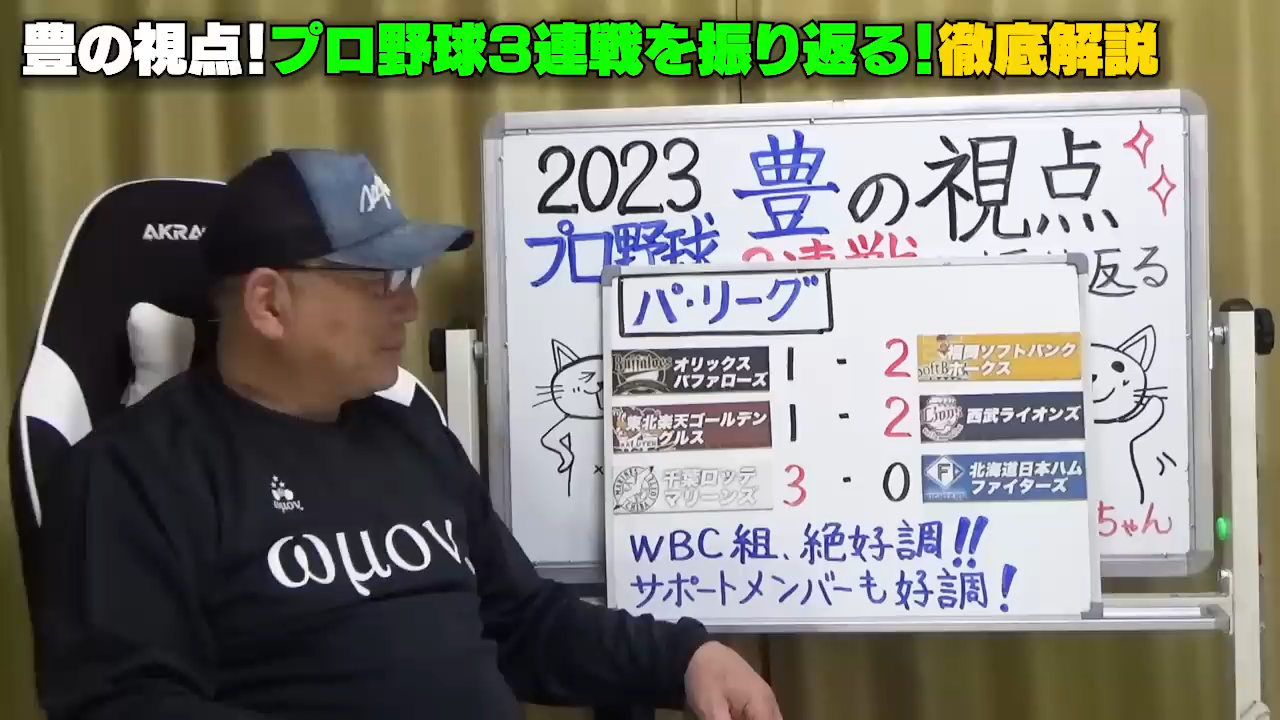 豊の視点!プロ野球3連戦を振り返る!徹底解説
AKRA
2023 豊の視点
プロ野球
返る
パ・リーグ
Buffaloes オリックス バファローズ 1 - 2 福岡ソフトバンク ホークス
東北楽天ゴールデン グルス 1 - 2 Lions 西武ライオンズ
千葉ロッテ マリーンズ 3 - 0 F 北海道日本ハム ファイターズ
WBC組、絶好調!!
サポートメンバーも好調!
ちゃん
ωμον.
ωμον.